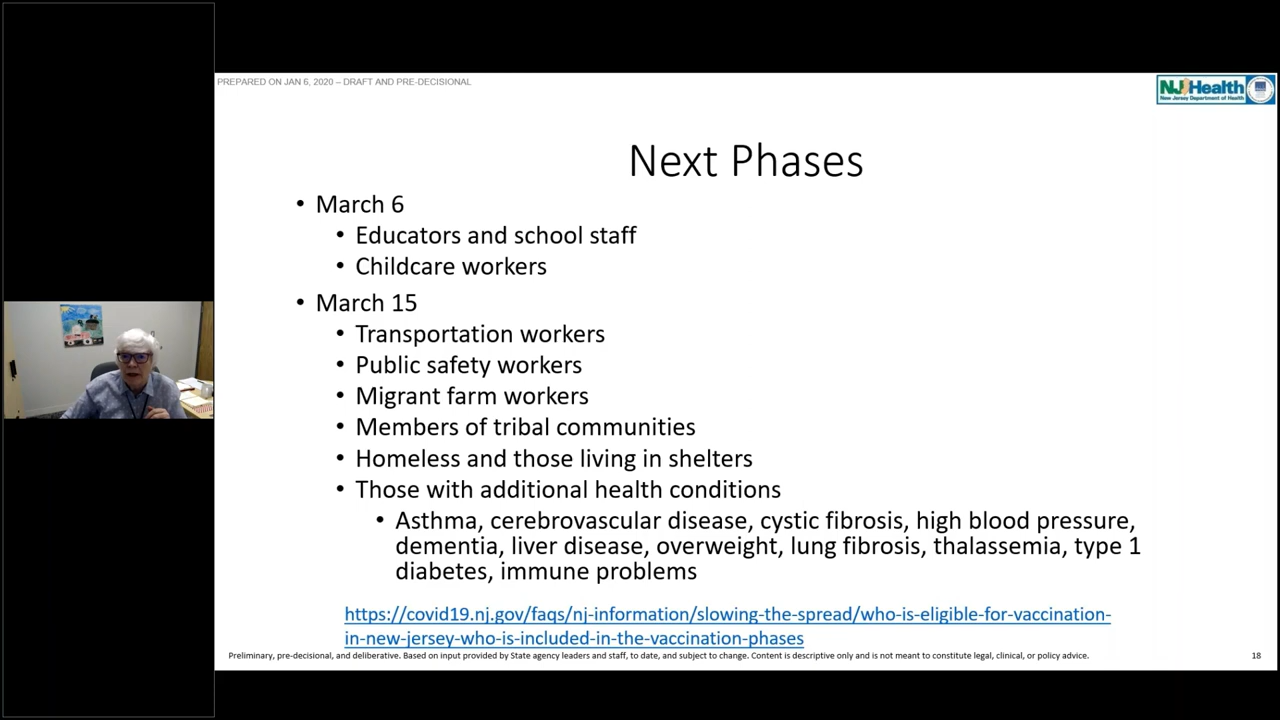 PREPARED ON JAN 6, 2020 – DRAFT AND PRE-DECISIONAL
NJHealth
New Jersey Department of Health
Next Phases
• March 6
• Educators and school staff
• Childcare workers
• March 15
• Transportation workers
• Public safety workers
• Migrant farm workers
• Members of tribal communities
• Homeless and those living in shelters
• Those with additional health conditions
• Asthma, cerebrovascular disease, cystic fibrosis, high blood pressure,
dementia, liver disease, overweight, lung fibrosis, thalassemia, type 1
diabetes, immune problems
https://covid19.nj.gov/faqs/nj-information/slowing-the-spread/who-is-eligible-for-vaccination-
in-new-jersey-who-is-included-in-the-vaccination-phases
Preliminary, pre-decisional, and deliberative. Based on input provided by State agency leaders and staff, to date, and subject to change. Content is descriptive only and is not meant to constitute legal, clinical, or policy advice.
18